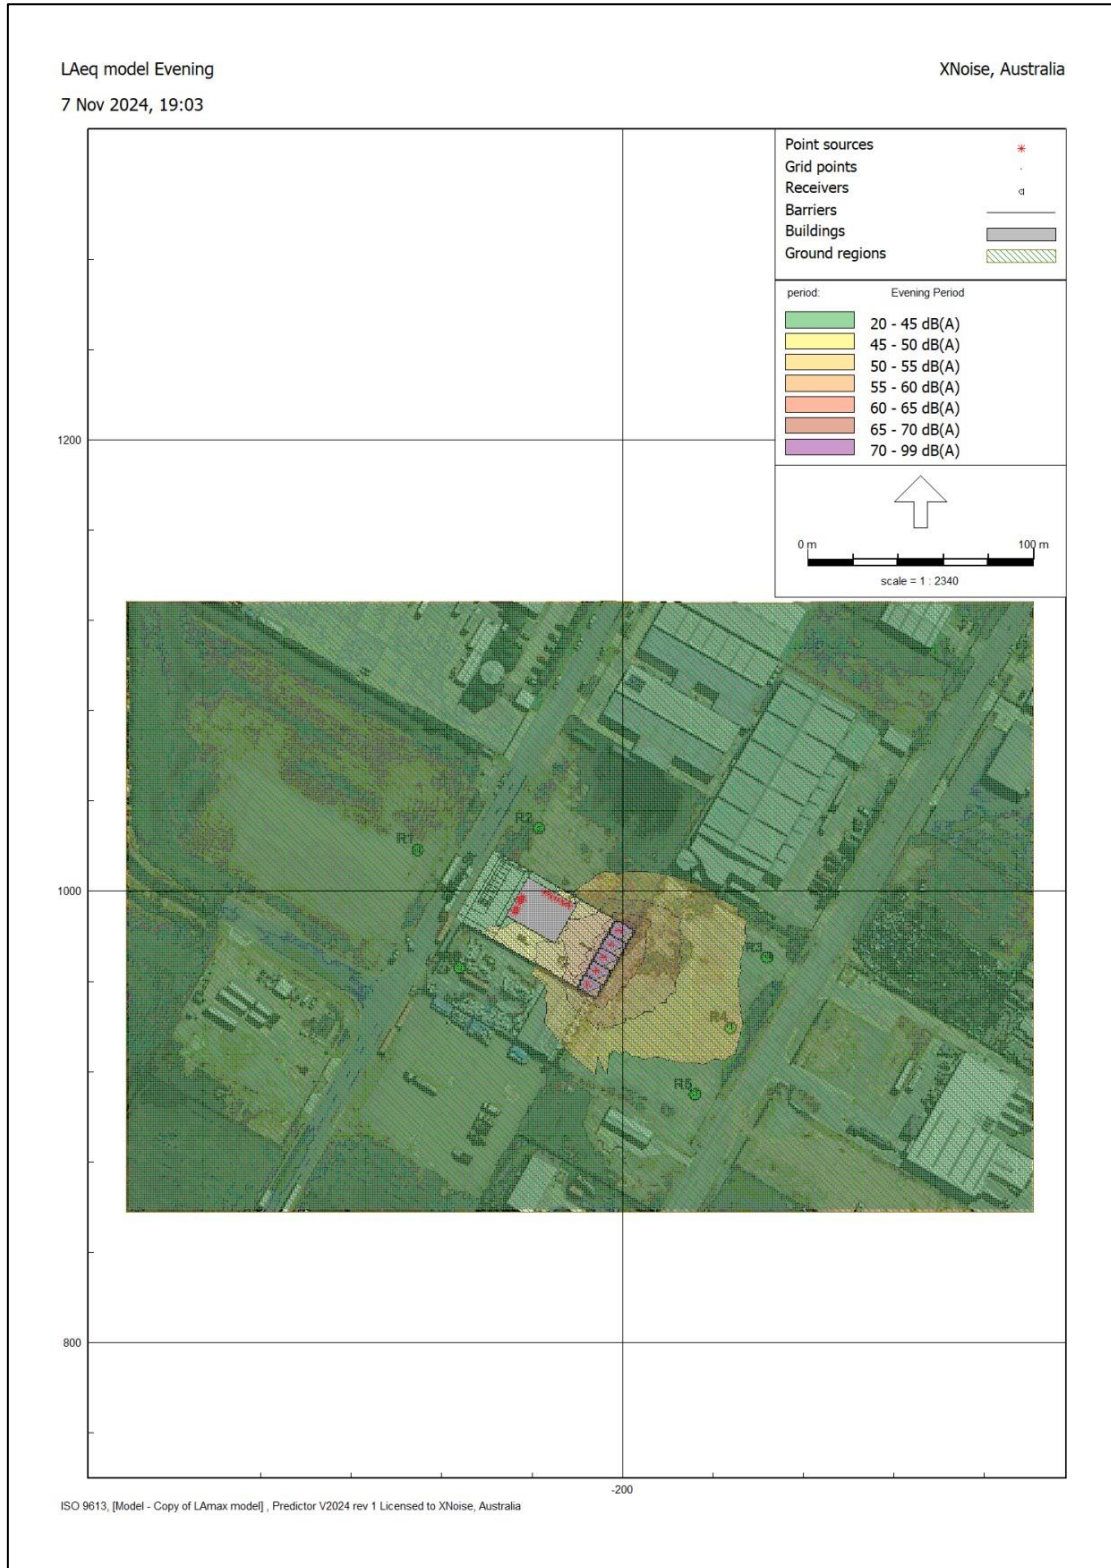 LAeq model Evening
XNoise, Australia
7 Nov 2024, 19:03
Point sources
Grid points
Receivers
Barriers
Buildings
Ground regions
period: Evening Period
20 - 45 dB(A)
45 - 50 dB(A)
50 - 55 dB(A)
55 - 60 dB(A)
60 - 65 dB(A)
65 - 70 dB(A)
70 - 99 dB(A)
0 m 100 m
scale = 1 : 2340
1200
R2
R1
1000
R3
R4
R5
800
-200
ISO 9613, [Model - Copy of LAmax model] , Predictor V2024 rev 1 Licensed to XNoise, Australia